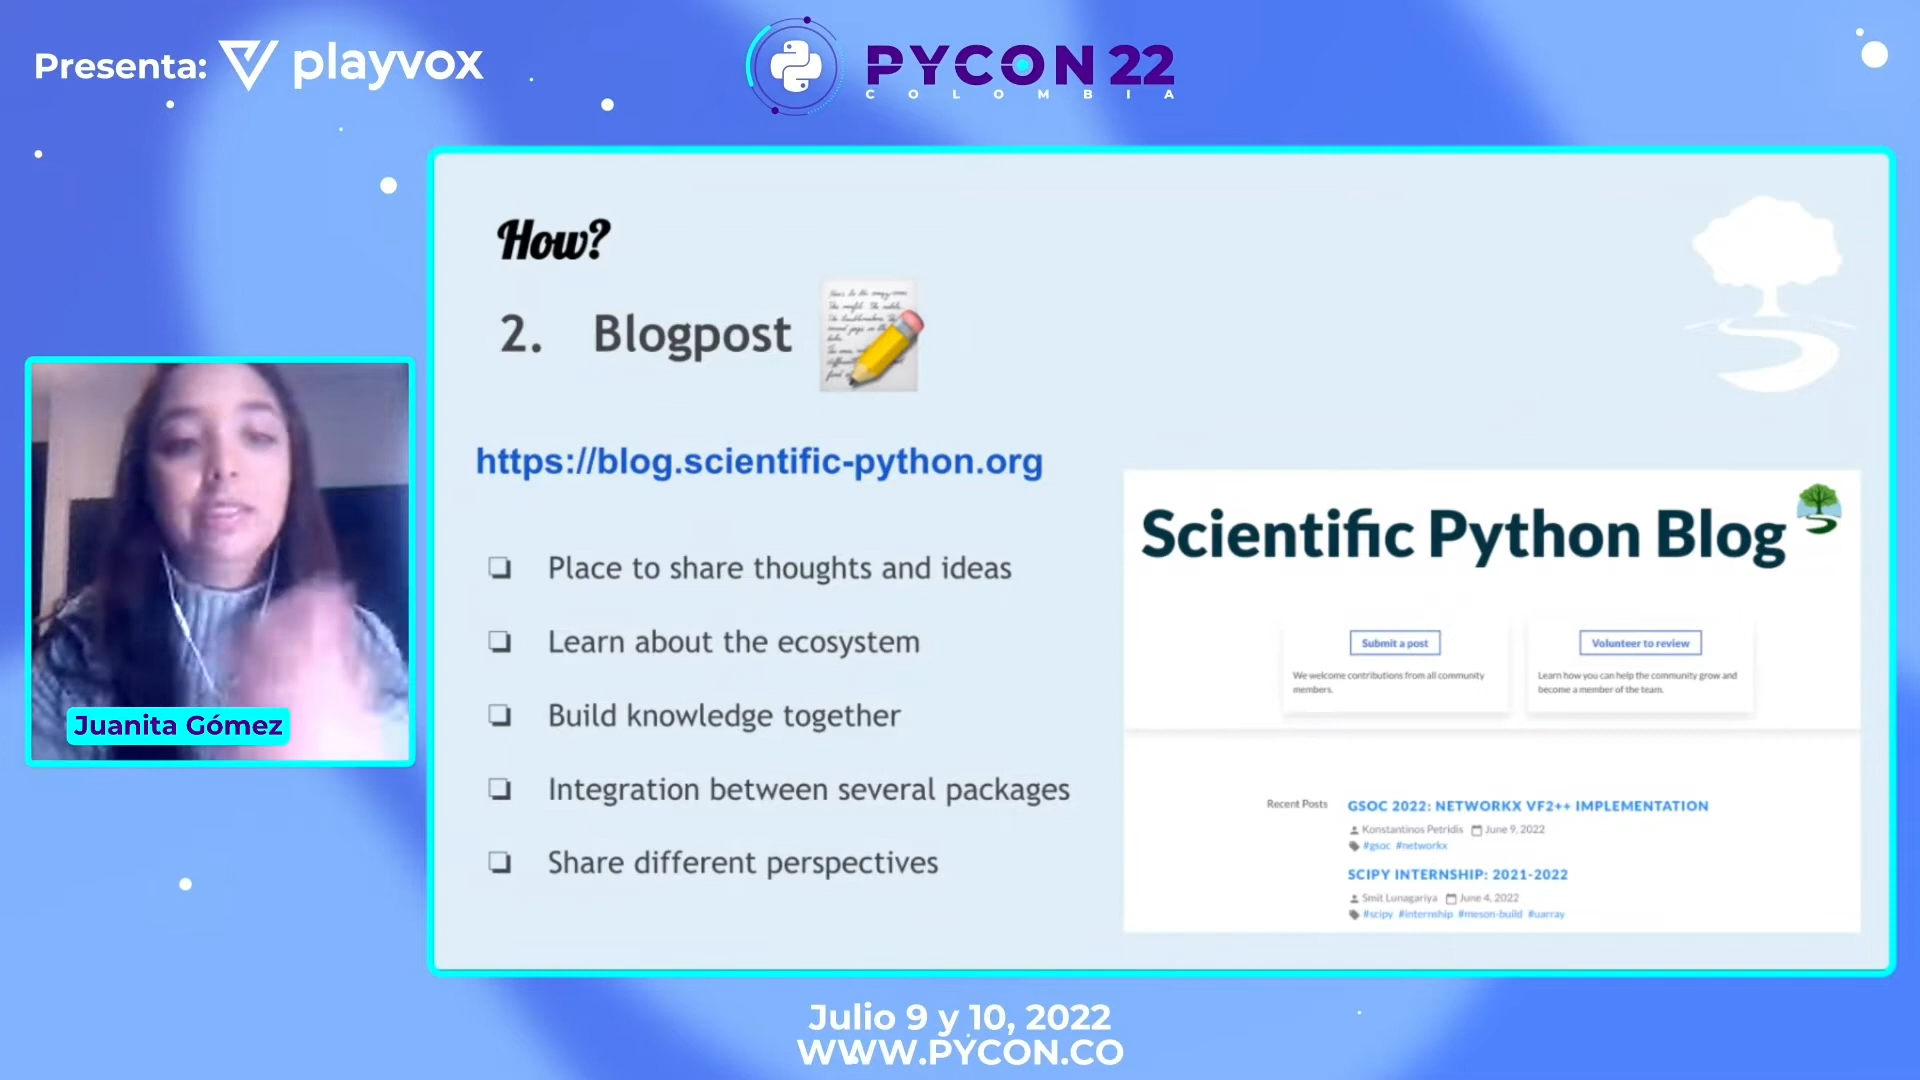 Presenta: playvox
PYCON 22
COLOMBIA
How?
2. Blogpost
https://blog.scientific-python.org
❏ Place to share thoughts and ideas
❏ Learn about the ecosystem
❏ Build knowledge together
❏ Integration between several packages
❏ Share different perspectives
Scientific Python Blog
Submit a post
We welcome contributions from all community
members.
Volunteer to review
Learn how you can help the community grow and
become a member of the team.
Recent Posts
GSOC 2022: NETWORKX VF2++ IMPLEMENTATION
Konstantinos Petridis June 9, 2022
#gsoc #networkx
SCIPY INTERNSHIP: 2021-2022
Smit Lunagariya June 4, 2022
#scipy #internship #meson-build #uarray
Juanita Gómez
Julio 9 y 10, 2022
WWW.PYCON.CO